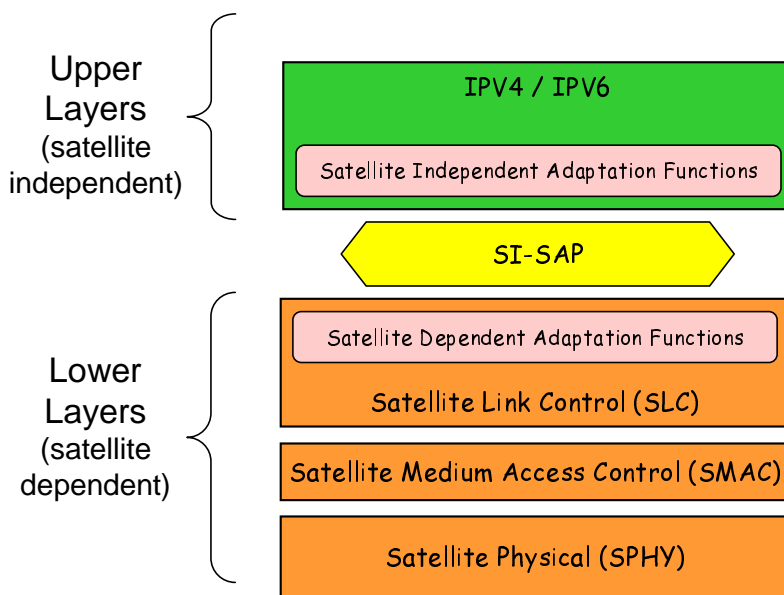 Upper
Layers
(satellite
independent)
IPV4 / IPV6
Satellite Independent Adaptation Functions
SI-SAP
Lower
Layers
(satellite
dependent)
Satellite Dependent Adaptation Functions
Satellite Link Control (SLC)
Satellite Medium Access Control (SMAC)
Satellite Physical (SPHY)